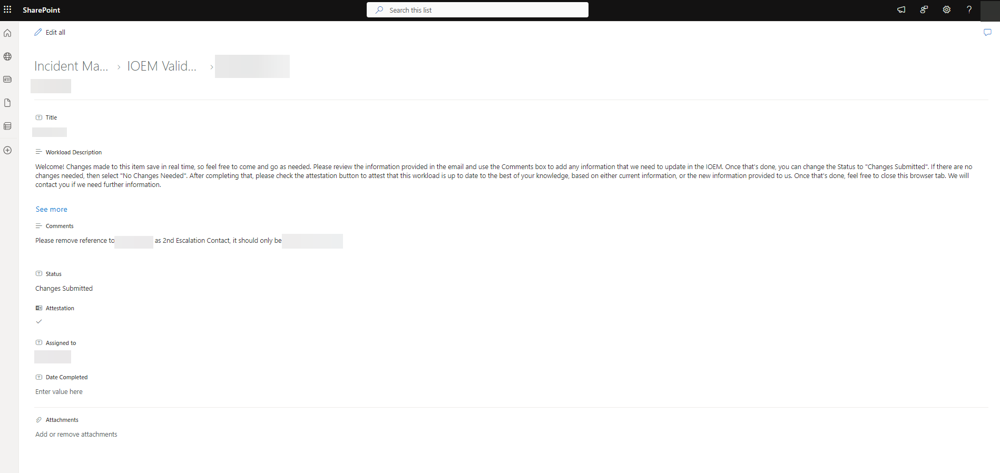 SharePoint
Search this list
Edit all
Incident Ma... > IOEM Valid... >
Title
Workload Description
Welcome! Changes made to this item save in real time, so feel free to come and go as needed. Please review the information provided in the email and use the Comments box to add any information that we need to update in the IOEM. Once that's done, you can change the Status to "Changes Submitted". If there are no
changes needed, then select "No Changes Needed". After completing that, please check the attestation button to attest that this workload is up to date to the best of your knowledge, based on either current information, or the new information provided to us. Once that's done, feel free to close this browser tab. We will
contact you if we need further information.
See more
Comments
Please remove reference to as 2nd Escalation Contact, it should only be
Status
Changes Submitted
Attestation
Assigned to
Date Completed
Enter value here
Attachments
Add or remove attachments